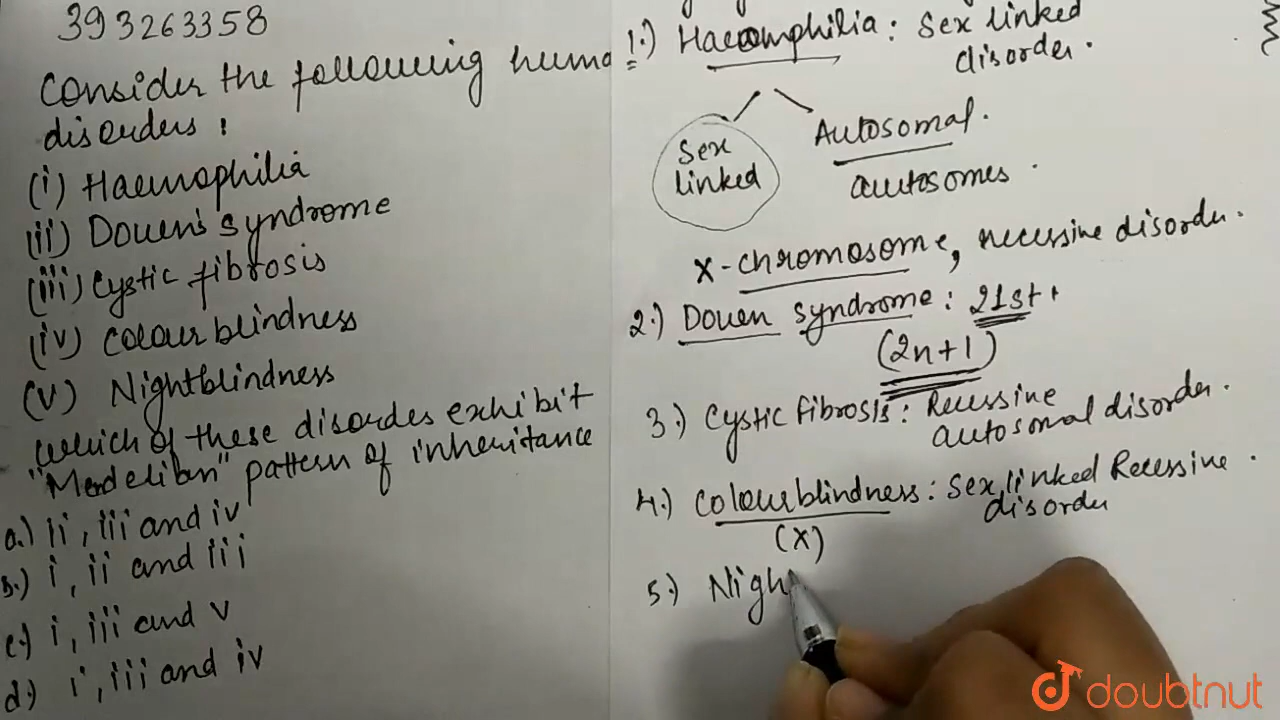 393263358
Consider the following huma
disorders :
(i) Haemophilia
(ii) Down's syndrome
(iii) Cystic fibrosis
(iv) Colour blindness
(v) Nightblindness
which of these disordes exhibit
"Mendelian" pattern of inheritance
a.) ii, iii and iv
b.) i, ii and iii
c.) i, iii and v
d.) i, iii and iv
1.) Haeomphilia : Sex linked
disorder.
Sex
linked
Autosomal.
autosomes.
X-chromosome, recessive disorder.
2.) Down syndrome : 21st
(2n+1)
3.) Cystic fibrosis : Recessive
autosomal disorder.
4.) Colourblindness : Sex linked Recessive
disorder
(X)
5.) Nigh
doubtnut